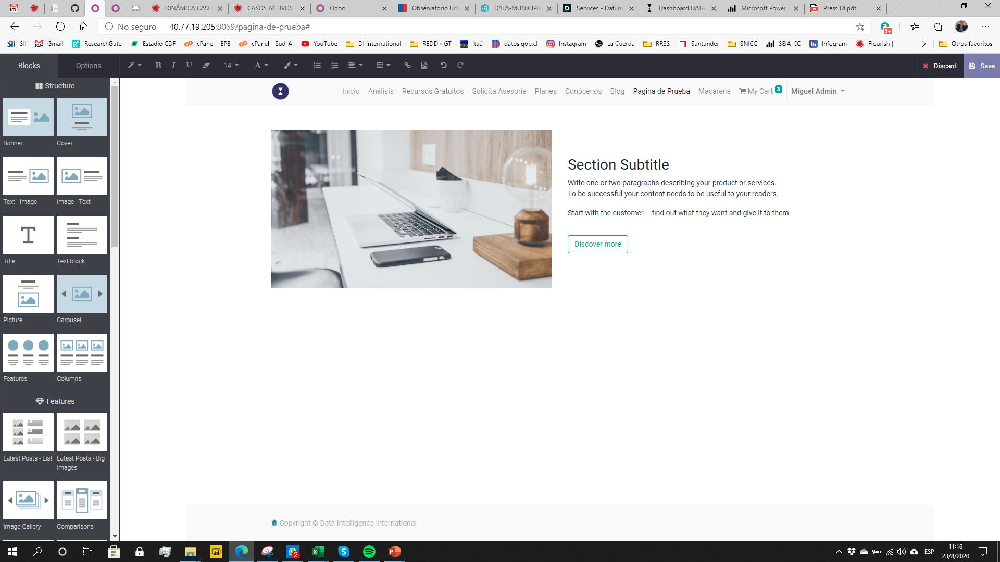 DINÁMICA CASO
CASOS ACTIVOS
Odoo
Observatorio Urb
DATA-MUNICIPIO
Services - Datum
Dashboard DATA
Microsoft Power
Press DI.pdf
No seguro
40.77.19.205:8069/pagina-de-prueba#
9+
SII
100+
Gmail
ResearchGate
Estadio CDF
cPanel - EPB
cPanel - Sud-A
YouTube
DI International
REDD+ GT
Itaú
datos.gob.cl
Instagram
La Cuerda
RRSS
Santander
SNICC
SEIA-CC
Infogram
Flourish |
Otros favoritos
Blocks
Options
B
I
U
14
A
Discard
Save
Structure
Banner
Cover
Text - Image
Image - Text
Title
Text block
Picture
Carousel
Features
Columns
Features
Latest Posts - List
Latest Posts - Big
Images
Image Gallery
Comparisons
Inicio
Análisis
Recursos Gratuitos
Solicita Asesoría
Planes
Conócenos
Blog
Pagina de Prueba
Macarena
My Cart 3
Miguel Admin
Section Subtitle
Write one or two paragraphs describing your product or services.
To be successful your content needs to be useful to your readers.
Start with the customer – find out what they want and give it to them.
Discover more
Copyright © Data Intelligence International
2
ESP
11:16
23/8/2020